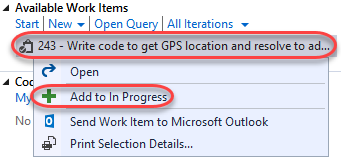 Available Work Items
Start | New | Open Query | All Iterations
243 - Write code to get GPS location and resolve to ad...
Open
Co
My
Add to In Progress
No
Send Work Item to Microsoft Outlook
Print Selection Details...